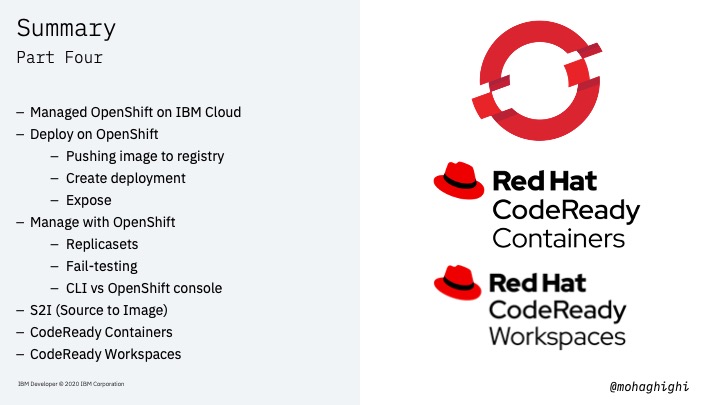 Summary
Part Four
– Managed OpenShift on IBM Cloud
– Deploy on OpenShift
– Pushing image to registry
– Create deployment
– Expose
– Manage with OpenShift
– Replicasets
– Fail-testing
– CLI vs OpenShift console
– S2I (Source to Image)
– CodeReady Containers
– CodeReady Workspaces
IBM Developer © 2020 IBM Corporation
Red Hat
CodeReady
Containers
Red Hat
CodeReady
Workspaces
@mohaghighi